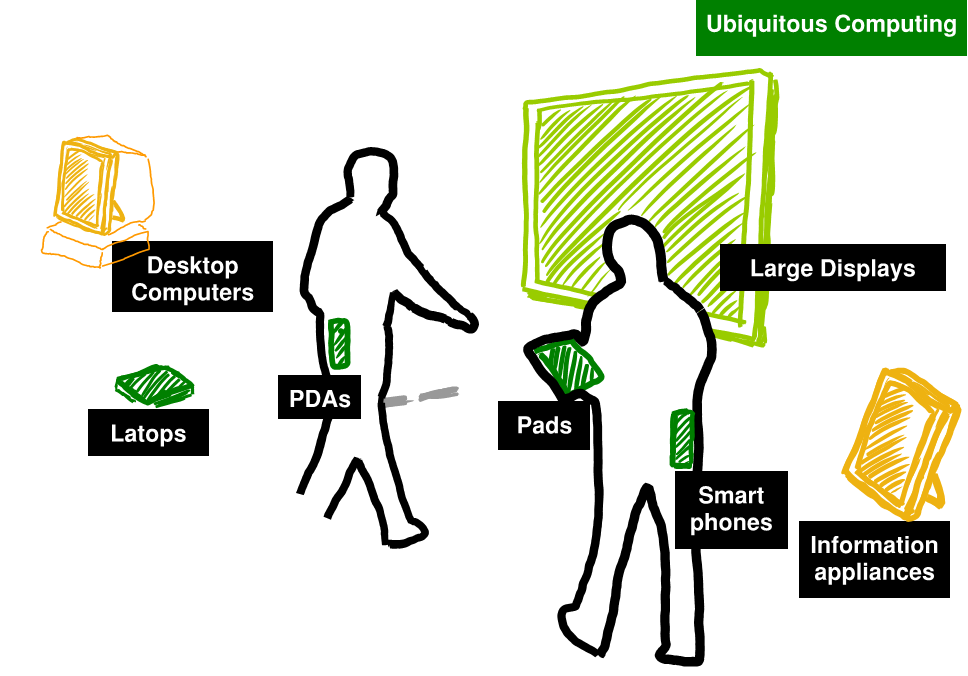 Ubiquitous Computing
Desktop
Computers
Large Displays
PDAs
Latops
Pads
Smart
phones
Information
appliances